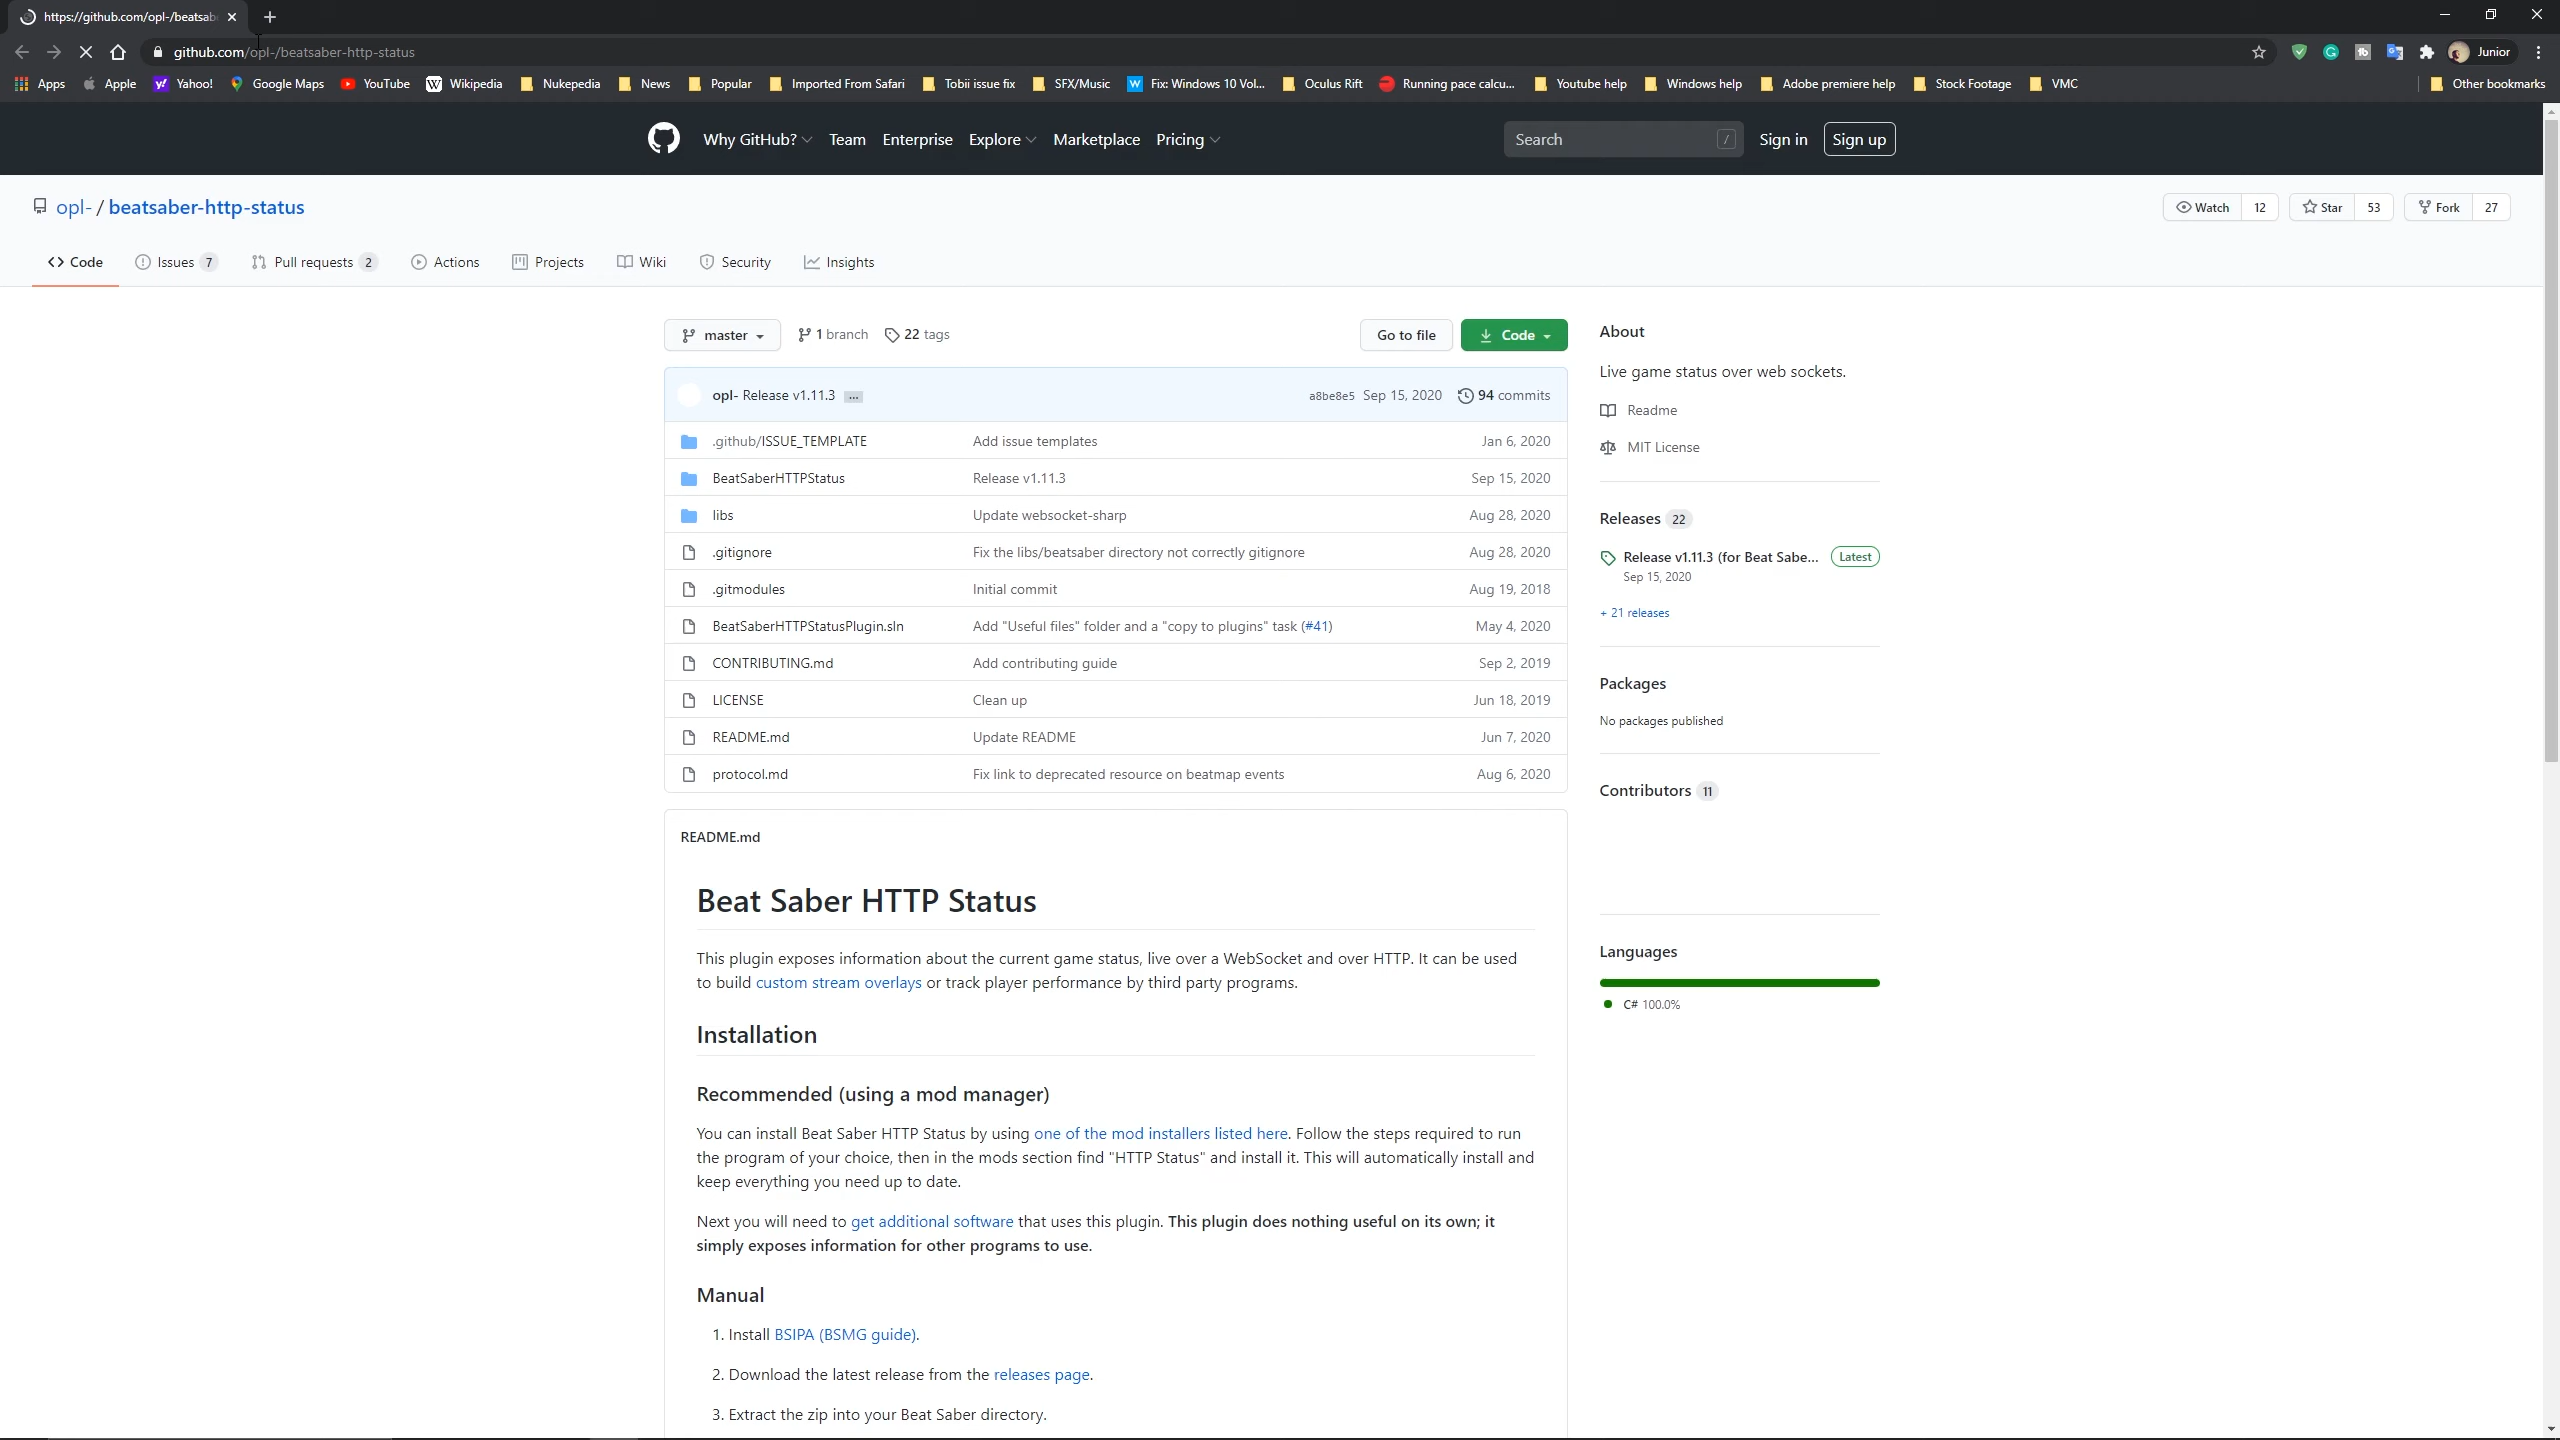 https://github.com/opl-/beatsab
github.com/opl-/beatsaber-http-status
Junior
Apps Apple Yahoo! Google Maps YouTube Wikipedia Nukepedia News Popular Imported From Safari Tobii issue fix SFX/Music Fix: Windows 10 Vol... Oculus Rift Running pace calcu... Youtube help Windows help Adobe premiere help Stock Footage VMC Other bookmarks
Why GitHub? Team Enterprise Explore Marketplace Pricing Search / Sign in Sign up
opl- / beatsaber-http-status
Watch 12 Star 53 Fork 27
Code Issues 7 Pull requests 2 Actions Projects Wiki Security Insights
master 1 branch 22 tags Go to file Code
opl- Release v1.11.3 ... a8be8e5 Sep 15, 2020 94 commits
.github/ISSUE_TEMPLATE Add issue templates Jan 6, 2020
BeatSaberHTTPStatus Release v1.11.3 Sep 15, 2020
libs Update websocket-sharp Aug 28, 2020
.gitignore Fix the libs/beatsaber directory not correctly gitignore Aug 28, 2020
.gitmodules Initial commit Aug 19, 2018
BeatSaberHTTPStatusPlugin.sln Add "Useful files" folder and a "copy to plugins" task (#41) May 4, 2020
CONTRIBUTING.md Add contributing guide Sep 2, 2019
LICENSE Clean up Jun 18, 2019
README.md Update README Jun 7, 2020
protocol.md Fix link to deprecated resource on beatmap events Aug 6, 2020
README.md
Beat Saber HTTP Status
This plugin exposes information about the current game status, live over a WebSocket and over HTTP. It can be used
to build custom stream overlays or track player performance by third party programs.
Installation
Recommended (using a mod manager)
You can install Beat Saber HTTP Status by using one of the mod installers listed here. Follow the steps required to run
the program of your choice, then in the mods section find "HTTP Status" and install it. This will automatically install and
keep everything you need up to date.
Next you will need to get additional software that uses this plugin. This plugin does nothing useful on its own; it
simply exposes information for other programs to use.
Manual
1. Install BSIPA (BSMG guide).
2. Download the latest release from the releases page.
3. Extract the zip into your Beat Saber directory.
About
Live game status over web sockets.
Readme
MIT License
Releases 22
Release v1.11.3 (for Beat Sabe... Latest
Sep 15, 2020
+ 21 releases
Packages
No packages published
Contributors 11
Languages
C# 100.0%